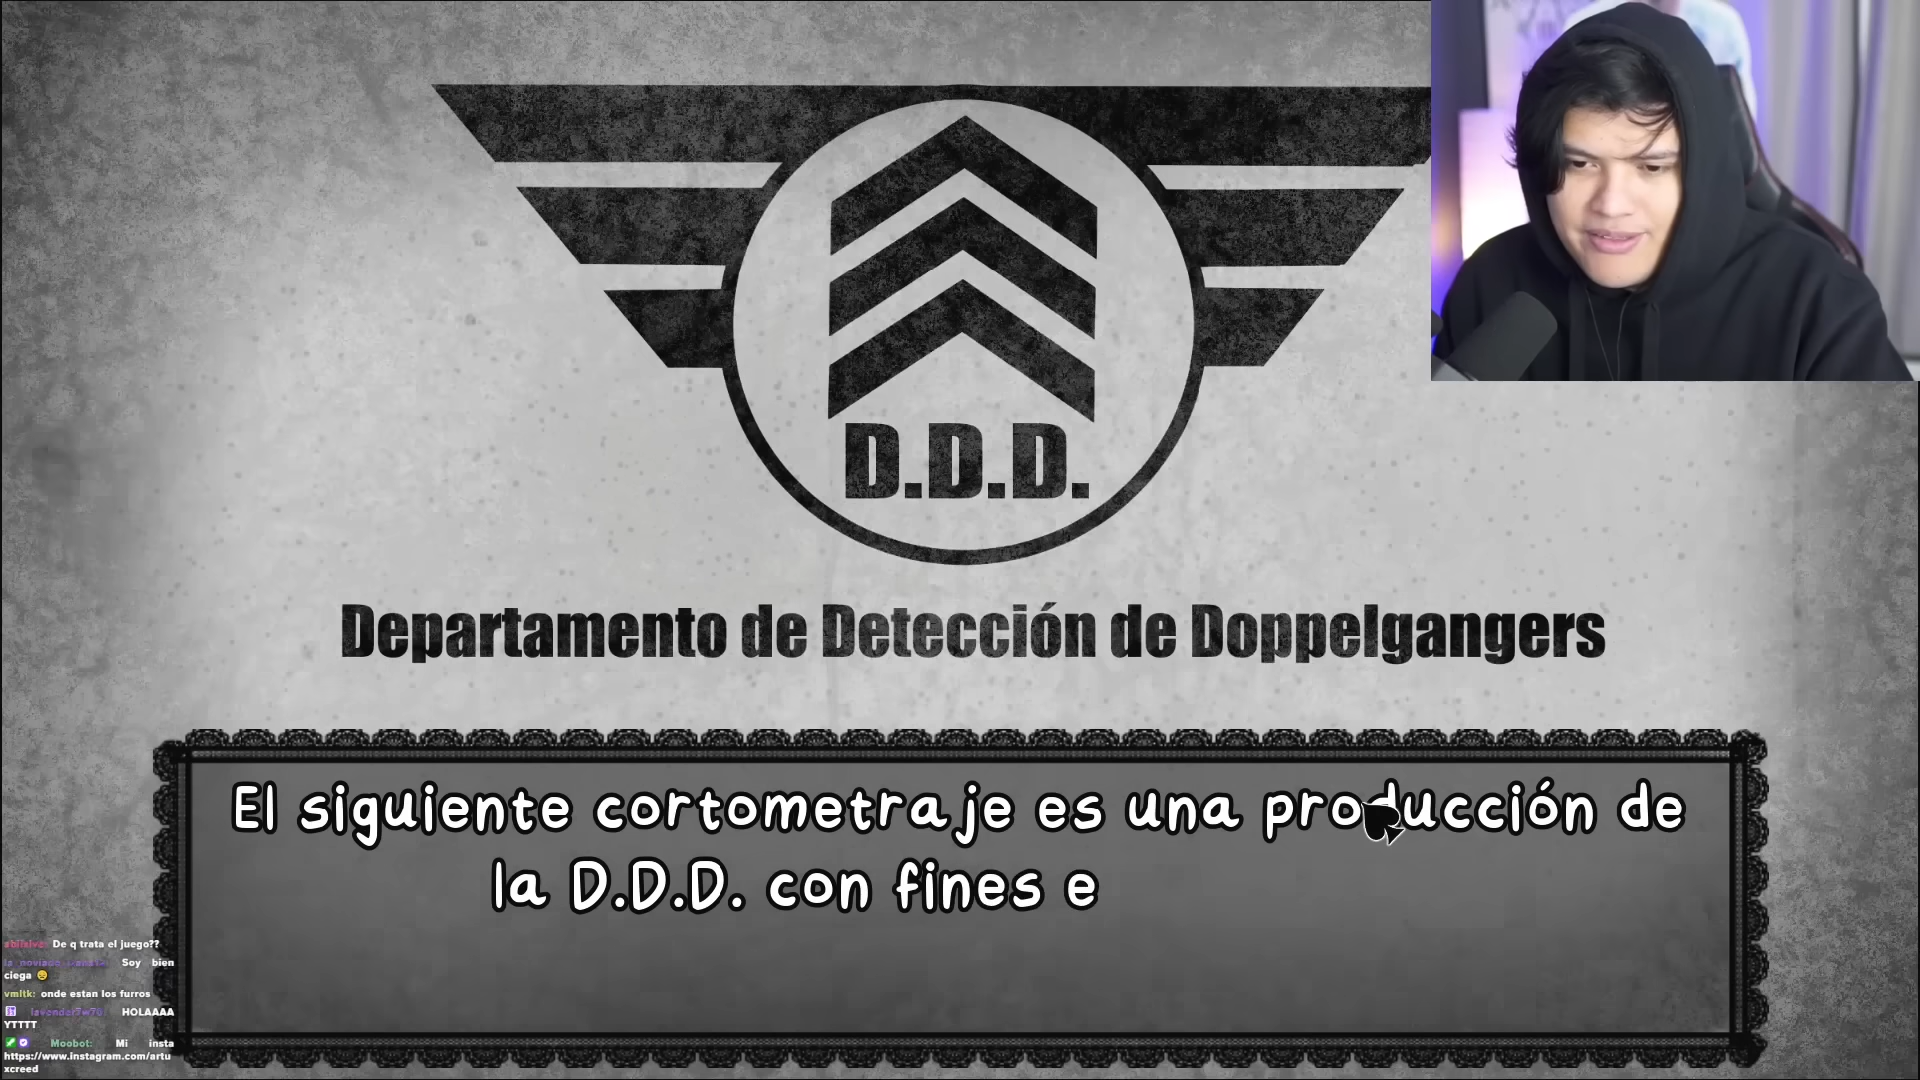 D.D.D.
Departamento de Detección de Doppelgangers
El siguiente cortometraje es una producción de
la D.D.D. con fines e
De q trata el juego??
Soy bien
ciega
vmltk: onde estan los furros
HOLAAAA
YTTTT
Moobot: Mi insta
https://www.instagram.com/artu
xcreed